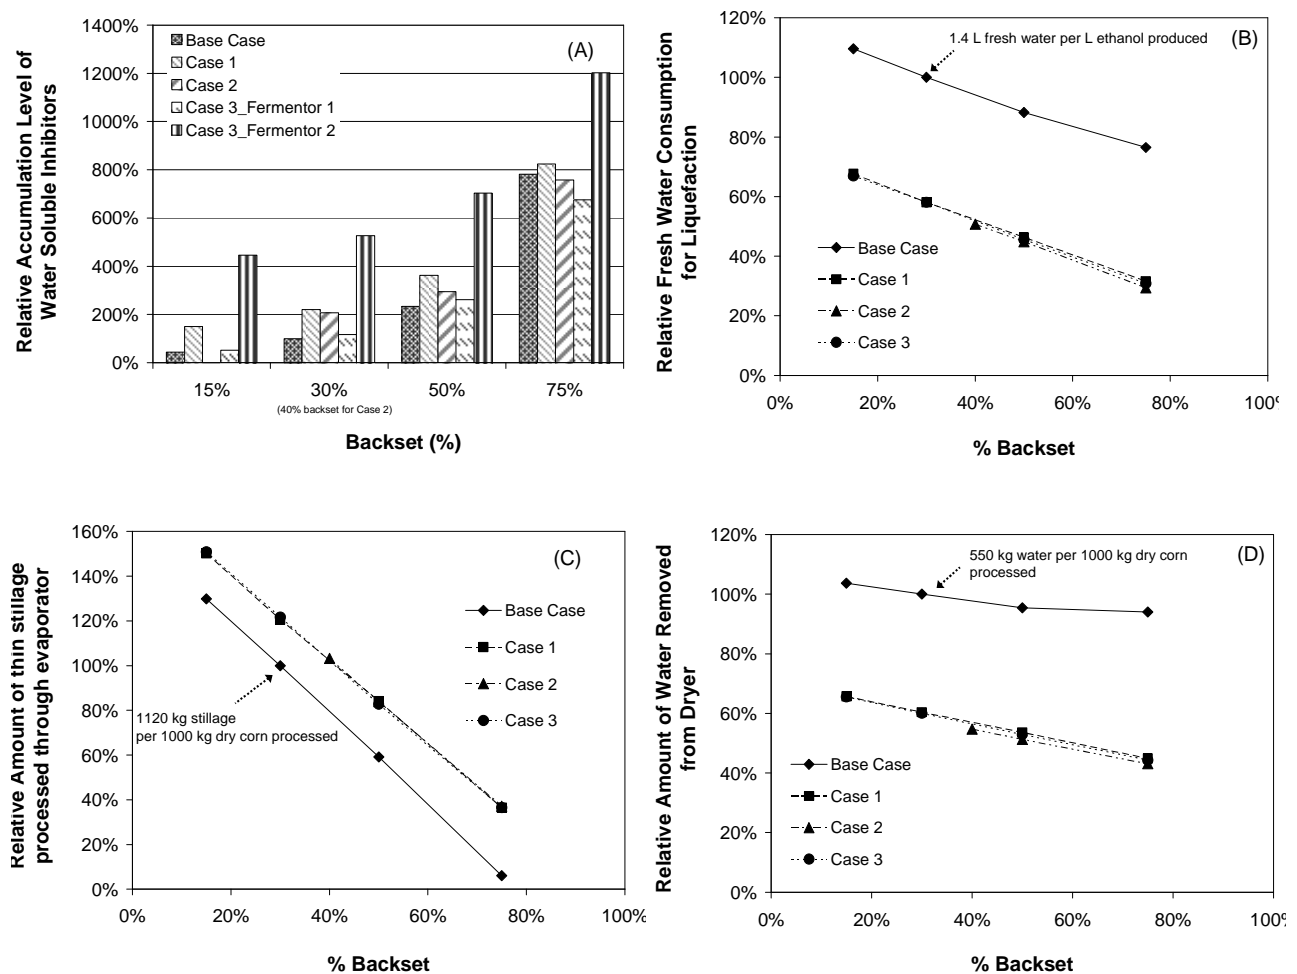 Relative Accumulation Level of
Water Soluble Inhibitors
1400%
1200%
1000%
800%
600%
400%
200%
0%
Base Case
Case 1
Case 2
Case 3_Fermentor 1
Case 3_Fermentor 2
(A)
15%
30%
50%
75%
(40% backset for Case 2)
Backset (%)
Relative Fresh Water Consumption
for Liquefaction
120%
100%
80%
60%
40%
20%
0%
1.4 L fresh water per L ethanol produced
(B)
Base Case
Case 1
Case 2
Case 3
0%
20%
40%
60%
80%
100%
% Backset
Relative Amount of thin stillage
processed through evaporator
160%
140%
120%
100%
80%
60%
40%
20%
0%
(C)
Base Case
Case 1
Case 2
Case 3
1120 kg stillage
per 1000 kg dry corn processed
0%
20%
40%
60%
80%
100%
% Backset
Relative Amount of Water Removed
from Dryer
120%
100%
80%
60%
40%
20%
0%
550 kg water per 1000 kg dry corn
processed
(D)
Base Case
Case 1
Case 2
Case 3
0%
20%
40%
60%
80%
100%
% Backset